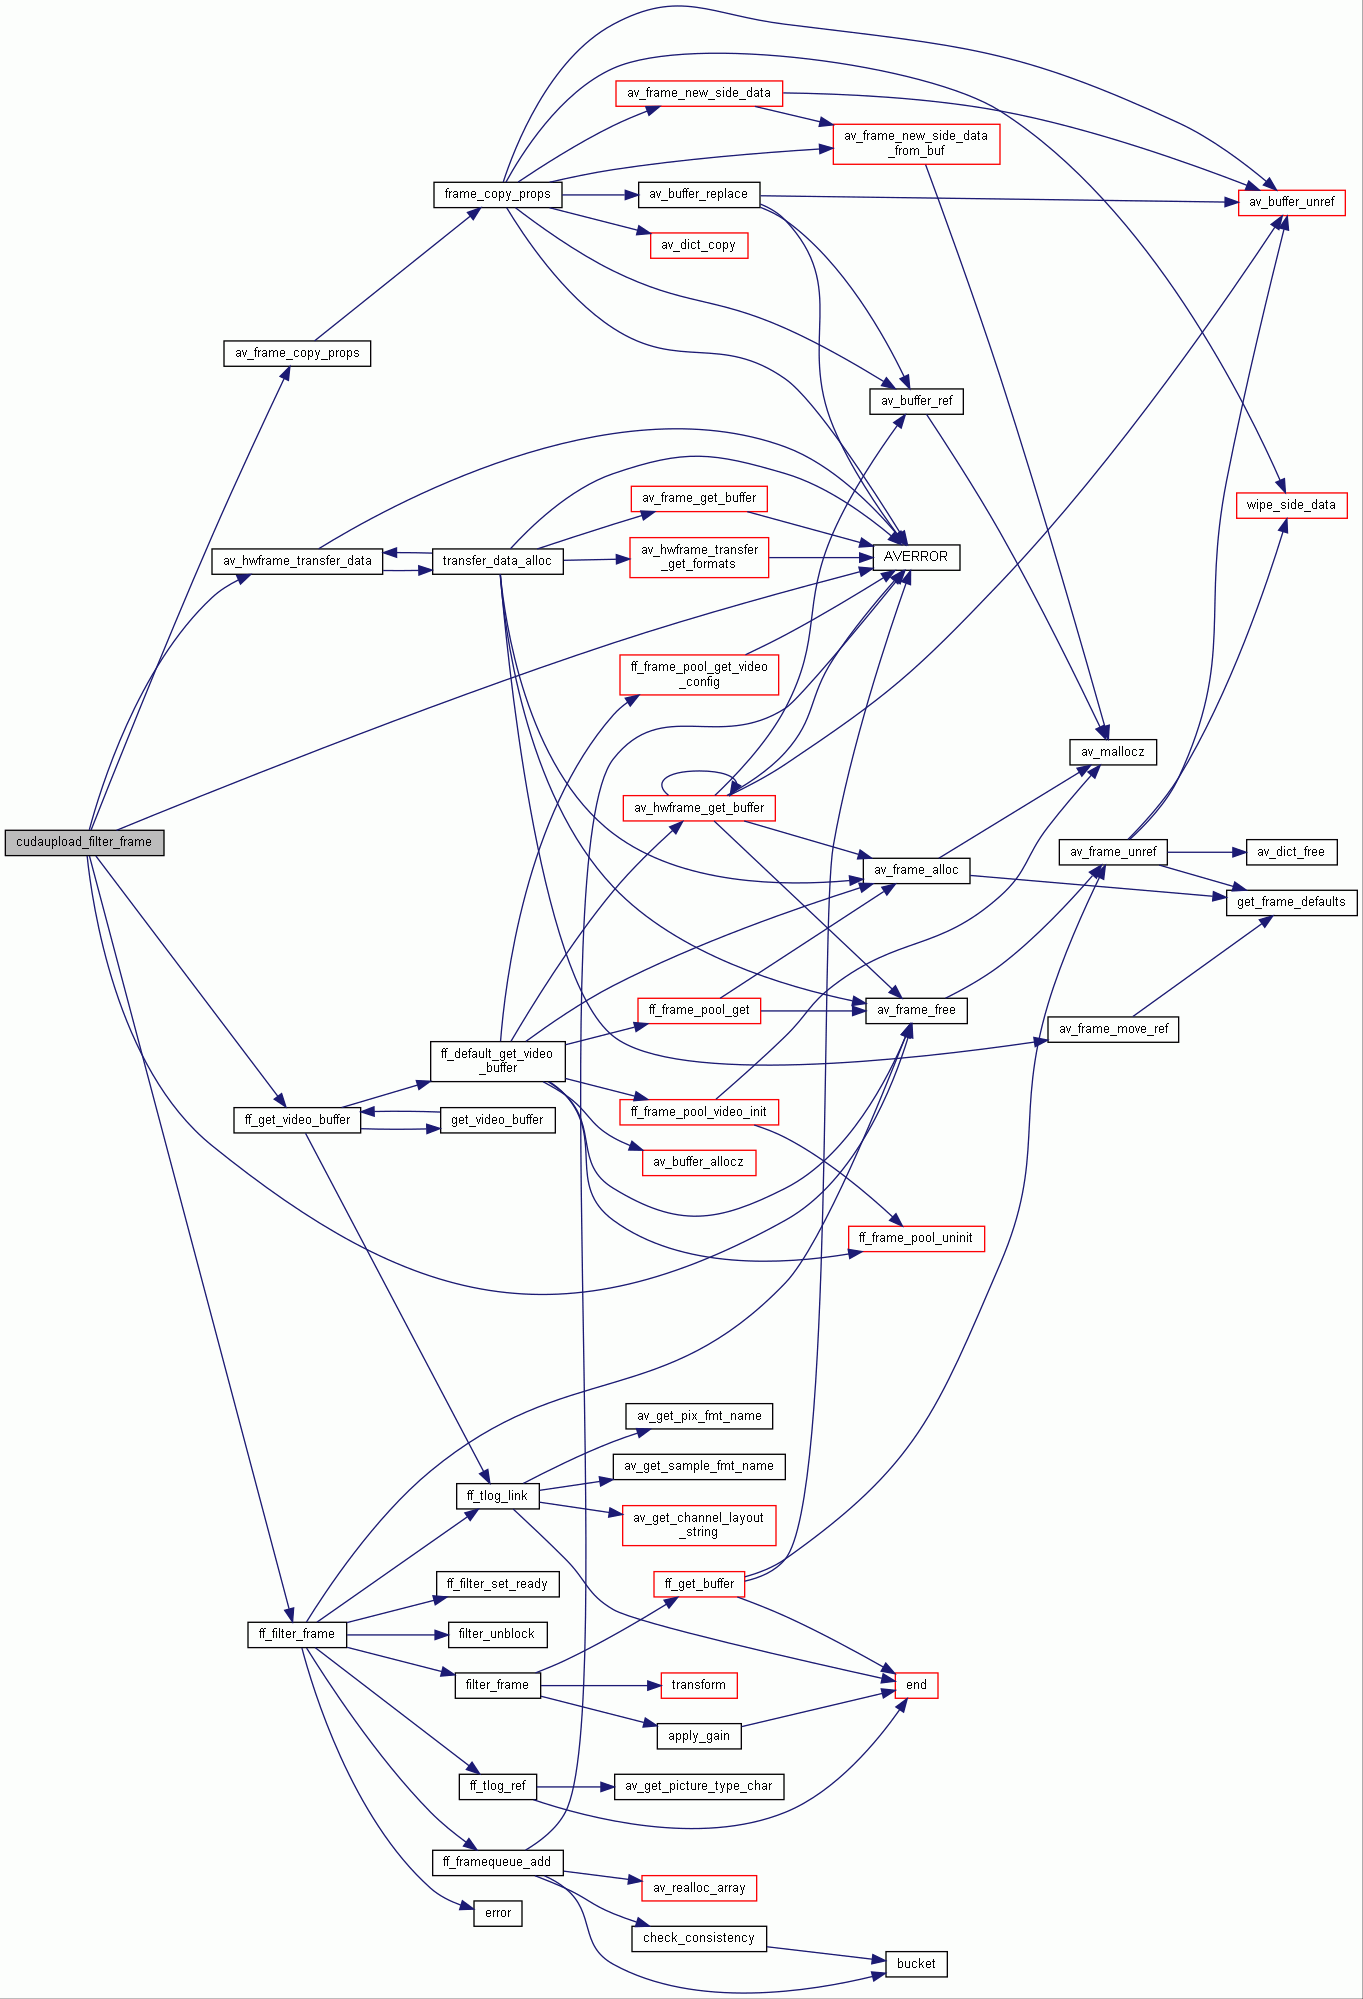 av_frame_new_side_data
av_frame_new_side_data
_from_buf
frame_copy_props
av_buffer_replace
av_buffer_unref
av_dict_copy
av_frame_copy_props
av_buffer_ref
av_frame_get_buffer
wipe_side_data
av_hwframe_transfer_data
transfer_data_alloc
av_hwframe_transfer
_get_formats
AVERROR
ff_frame_pool_get_video
_config
av_mallocz
av_hwframe_get_buffer
cudaupload_filter_frame
av_frame_unref
av_dict_free
av_frame_alloc
get_frame_defaults
ff_frame_pool_get
av_frame_free
av_frame_move_ref
ff_default_get_video
_buffer
ff_get_video_buffer
get_video_buffer
ff_frame_pool_video_init
av_buffer_allocz
ff_frame_pool_uninit
av_get_pix_fmt_name
av_get_sample_fmt_name
ff_tlog_link
av_get_channel_layout
_string
ff_filter_set_ready
ff_get_buffer
ff_filter_frame
filter_unblock
filter_frame
transform
end
apply_gain
ff_tlog_ref
av_get_picture_type_char
ff_framequeue_add
av_realloc_array
error
check_consistency
bucket